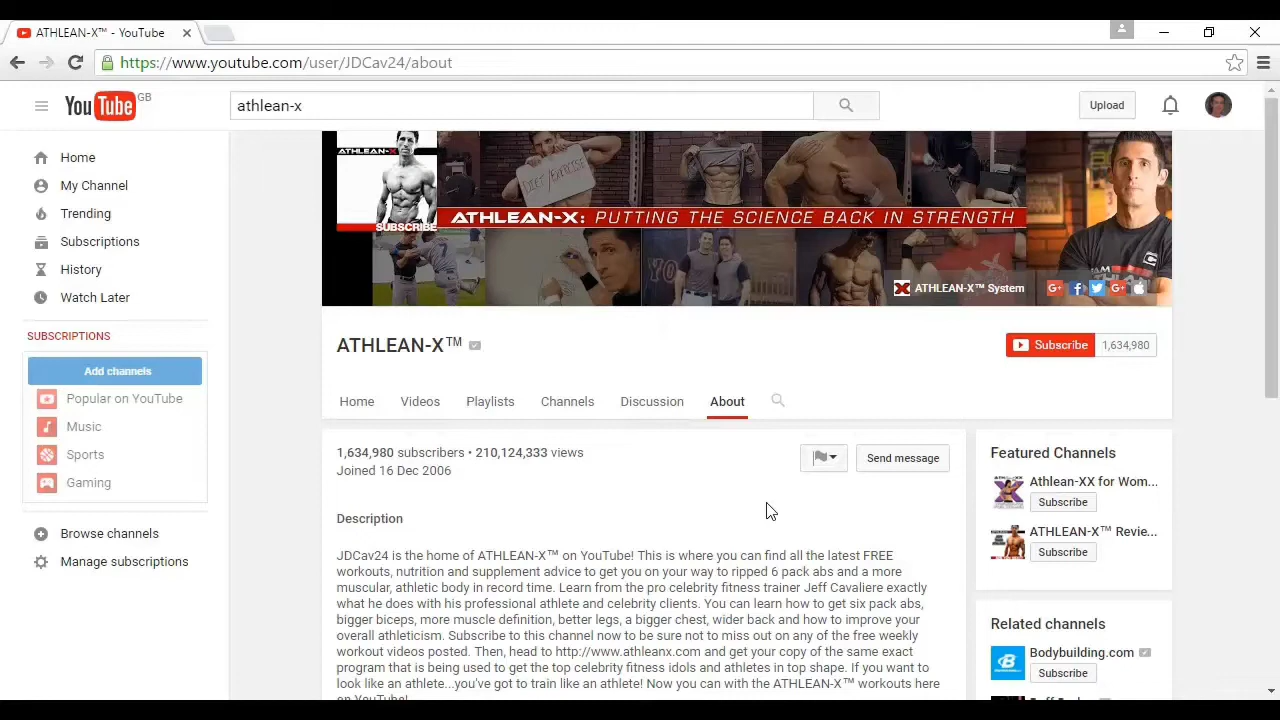 ATHLEAN-X™ - YouTube
https://www.youtube.com/user/JDCav24/about
YouTube GB
athlean-x
Upload
Home
My Channel
Trending
Subscriptions
History
Watch Later
SUBSCRIPTIONS
Add channels
Popular on YouTube
Music
Sports
Gaming
Browse channels
Manage subscriptions
ATHLEAN-X
SUBSCRIBE
DIET/EXERCISE
ATHLEAN-X: PUTTING THE SCIENCE BACK IN STRENGTH
ATHLEAN-X™ System
ATHLEAN-X™
Subscribe 1,634,980
Home Videos Playlists Channels Discussion About
1,634,980 subscribers • 210,124,333 views
Joined 16 Dec 2006
Send message
Description
JDCav24 is the home of ATHLEAN-X™ on YouTube! This is where you can find all the latest FREE
workouts, nutrition and supplement advice to get you on your way to ripped 6 pack abs and a more
muscular, athletic body in record time. Learn from the pro celebrity fitness trainer Jeff Cavaliere exactly
what he does with his professional athlete and celebrity clients. You can learn how to get six pack abs,
bigger biceps, more muscle definition, better legs, a bigger chest, wider back and how to improve your
overall athleticism. Subscribe to this channel now to be sure not to miss out on any of the free weekly
workout videos posted. Then, head to http://www.athleanx.com and get your copy of the same exact
program that is being used to get the top celebrity fitness idols and athletes in top shape. If you want to
look like an athlete...you've got to train like an athlete! Now you can with the ATHLEAN-X™ workouts here
on YouTube!
Featured Channels
Athlean-XX for Wom...
Subscribe
ATHLEAN-X™ Revie...
Subscribe
Related channels
Bodybuilding.com
Subscribe